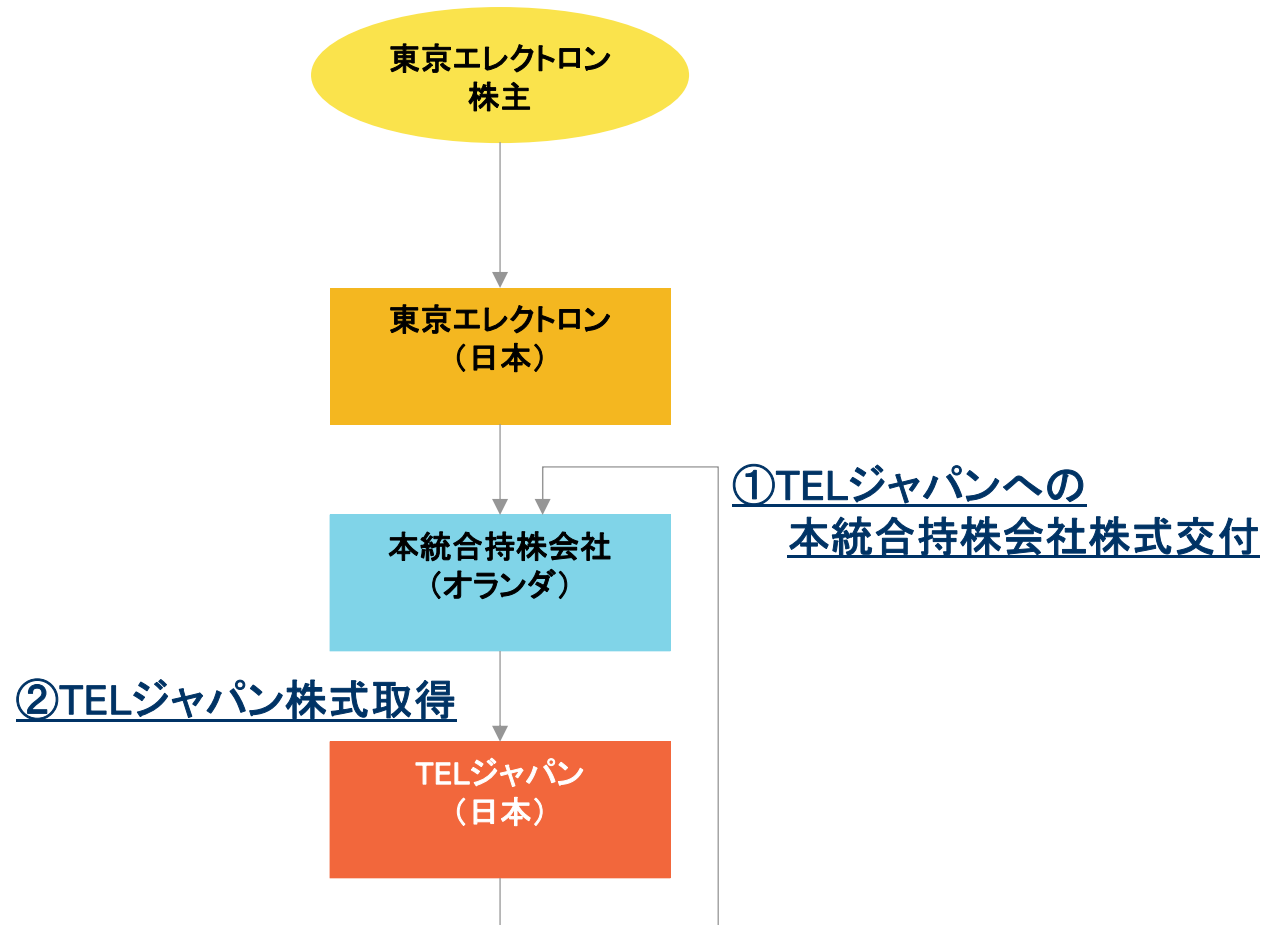 東京エレクトロン
株主
東京エレクトロン
（日本）
①TELジャパンへの
本統合持株会社株式交付
本統合持株会社
（オランダ）
②TELジャパン株式取得
TELジャパン
（日本）